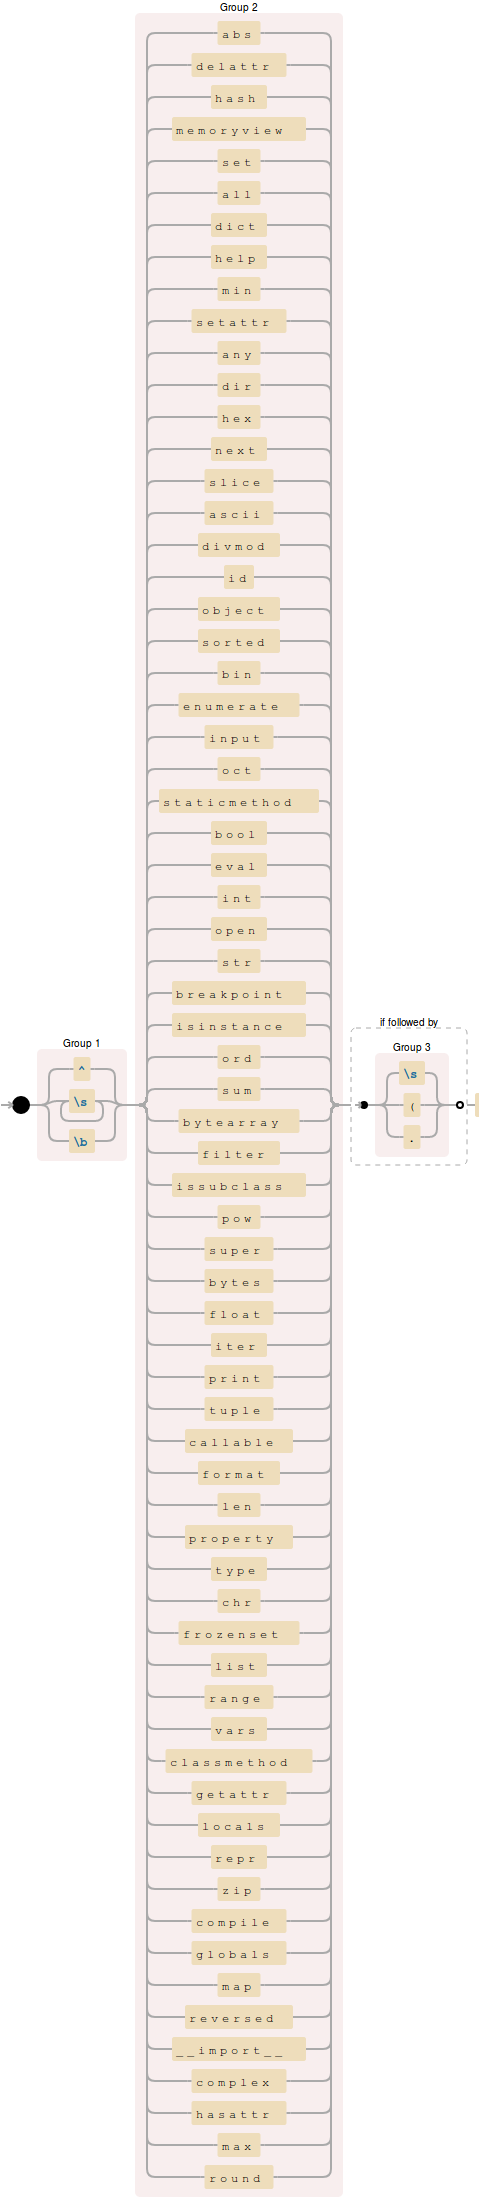 Group 2
abs
delattr
hash
memoryview
set
all
dict
help
min
setattr
any
dir
hex
next
slice
ascii
divmod
id
object
sorted
bin
enumerate
input
oct
staticmethod
bool
eval
int
open
str
breakpoint
isinstance
if followed by
Group 1
Group 3
ord
^
\s
sum
\s
(
bytearray
\b
.
filter
issubclass
pow
super
bytes
float
iter
print
tuple
callable
format
len
property
type
chr
frozenset
list
range
vars
classmethod
getattr
locals
repr
zip
compile
globals
map
reversed
__import__
complex
hasattr
max
round